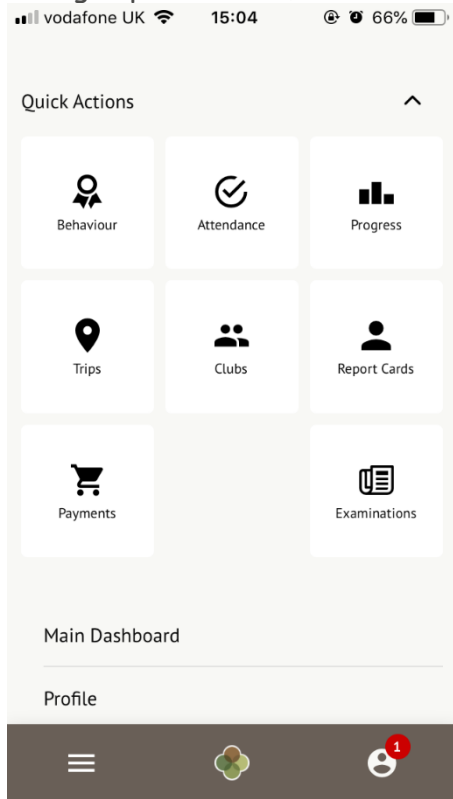 vodafone UK 15:04 66%
Quick Actions
Behaviour Attendance Progress
Trips Clubs Report Cards
Payments Examinations
Main Dashboard
Profile
1